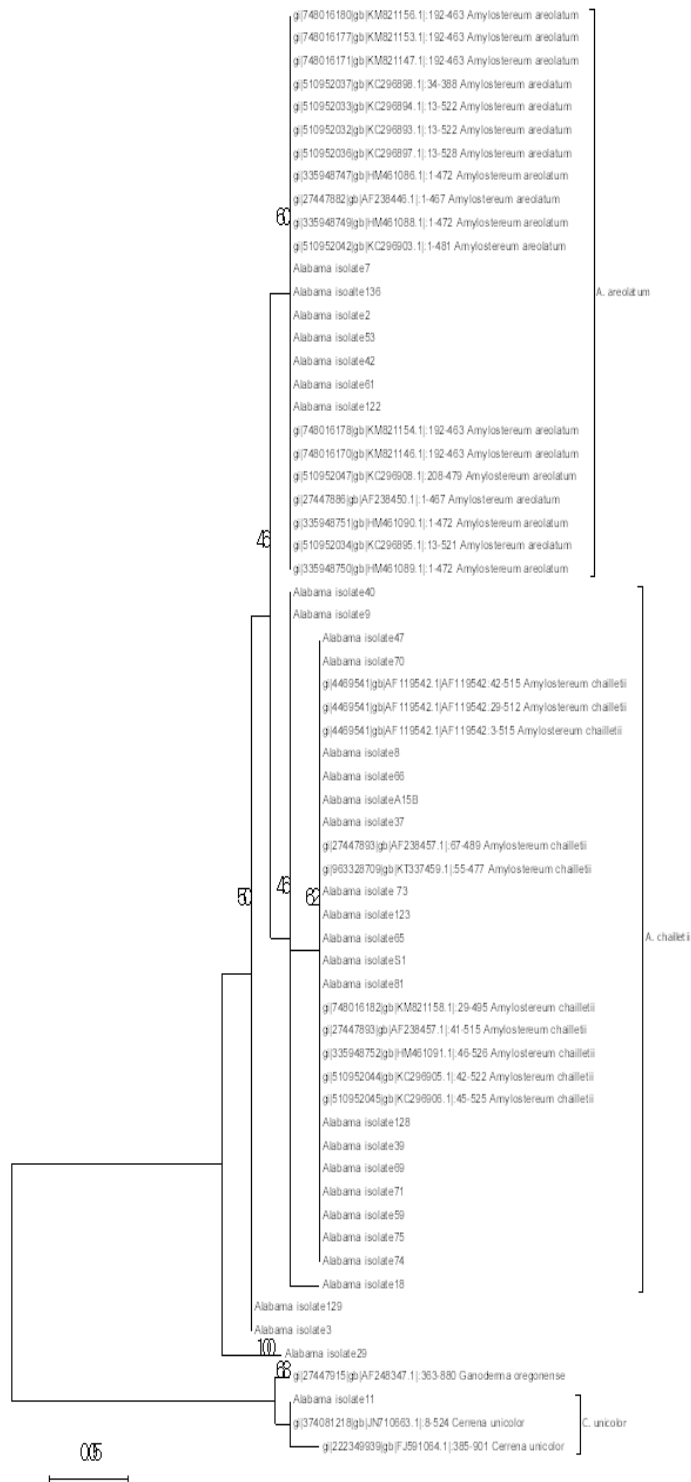 gi|748016180|gb|KM821156.1|:192-463 Amylostereum areolatum
gi|748016177|gb|KM821153.1|:192-463 Amylostereum areolatum
gi|748016171|gb|KM821147.1|:192-463 Amylostereum areolatum
gi|510952037|gb|KC296898.1|:34-388 Amylostereum areolatum
gi|510952033|gb|KC296894.1|:13-522 Amylostereum areolatum
gi|510952032|gb|KC296893.1|:13-522 Amylostereum areolatum
gi|510952036|gb|KC296897.1|:13-528 Amylostereum areolatum
gi|335948747|gb|HM461086.1|:1-472 Amylostereum areolatum
gi|27447882|gb|AF238446.1|:1-467 Amylostereum areolatum
60
gi|335948749|gb|HM461088.1|:1-472 Amylostereum areolatum
gi|510952042|gb|KC296903.1|:1-481 Amylostereum areolatum
Alabama isolate7
Alabama isoalte136
A. areolatum
Alabama isolate2
Alabama isolate53
Alabama isolate42
Alabama isolate61
Alabama isolate122
gi|748016178|gb|KM821154.1|:192-463 Amylostereum areolatum
gi|748016170|gb|KM821146.1|:192-463 Amylostereum areolatum
gi|510952047|gb|KC296908.1|:208-479 Amylostereum areolatum
gi|27447886|gb|AF238450.1|:1-467 Amylostereum areolatum
gi|335948751|gb|HM461090.1|:1-472 Amylostereum areolatum
46
gi|510952034|gb|KC296895.1|:13-521 Amylostereum areolatum
gi|335948750|gb|HM461089.1|:1-472 Amylostereum areolatum
Alabama isolate40
Alabama isolate9
Alabama isolate47
Alabama isolate70
gi|4469541|gb|AF119542.1|AF119542:42-515 Amylostereum chailletii
gi|4469541|gb|AF119542.1|AF119542:29-512 Amylostereum chailletii
gi|4469541|gb|AF119542.1|AF119542:3-515 Amylostereum chailletii
Alabama isolate8
Alabama isolate66
Alabama isolateA15B
Alabama isolate37
gi|27447893|gb|AF238457.1|:67-489 Amylostereum chailletii
gi|963328709|gb|KT337459.1|:55-477 Amylostereum chailletii
50
46
62
Alabama isolate 73
Alabama isolate123
Alabama isolate65
A. chailletii
Alabama isolateS1
Alabama isolate81
gi|748016182|gb|KM821158.1|:29-495 Amylostereum chailletii
gi|27447893|gb|AF238457.1|:41-515 Amylostereum chailletii
gi|335948752|gb|HM461091.1|:46-526 Amylostereum chailletii
gi|510952044|gb|KC296905.1|:42-522 Amylostereum chailletii
gi|510952045|gb|KC296906.1|:45-525 Amylostereum chailletii
Alabama isolate128
Alabama isolate39
Alabama isolate69
Alabama isolate71
Alabama isolate59
Alabama isolate75
Alabama isolate74
Alabama isolate18
Alabama isolate129
Alabama isolate3
100
Alabama isolate29
68
gi|27447915|gb|AF248347.1|:363-880 Ganoderma oregonense
Alabama isolate11
gi|374081218|gb|JN710663.1|:8-524 Cerrena unicolor
C. unicolor
gi|222349939|gb|FJ591064.1|:385-901 Cerrena unicolor
0.05